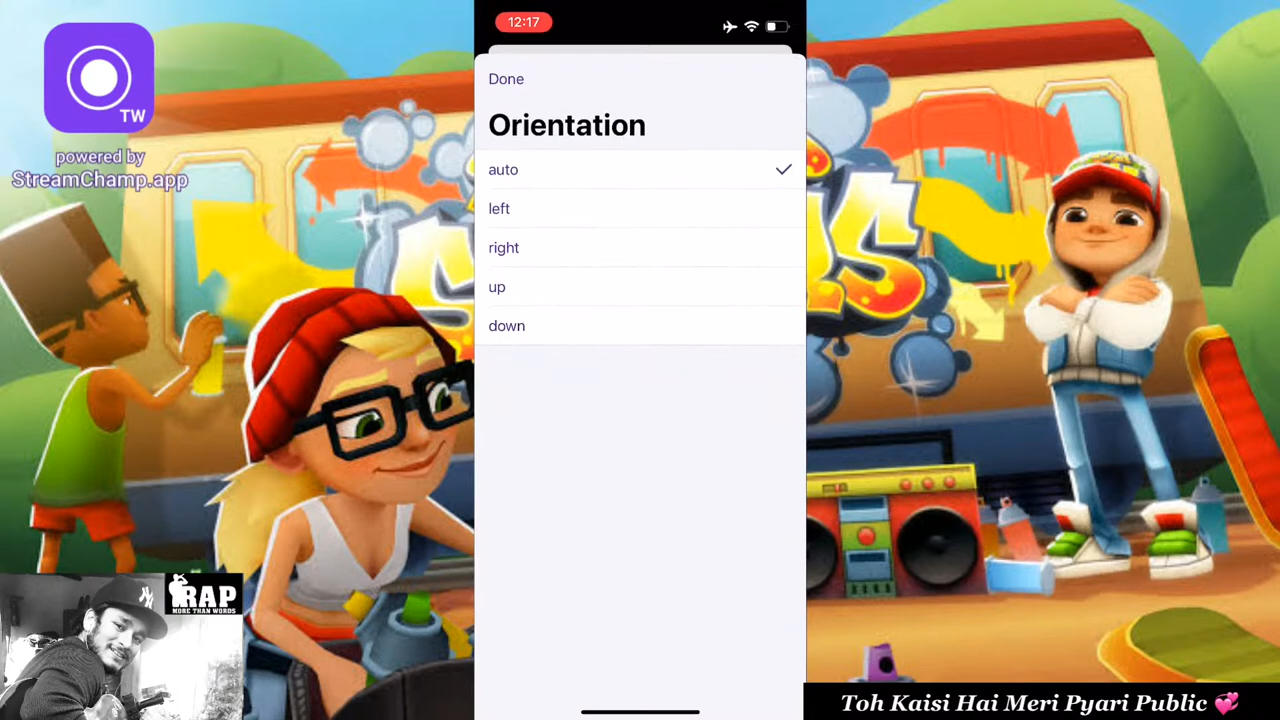 TW
powered by
StreamChamp.app
12:17
Done
Orientation
auto
left
right
up
down
RAP
MORE THAN WORDS
Toh Kaisi Hai Meri Pyari Public 💞